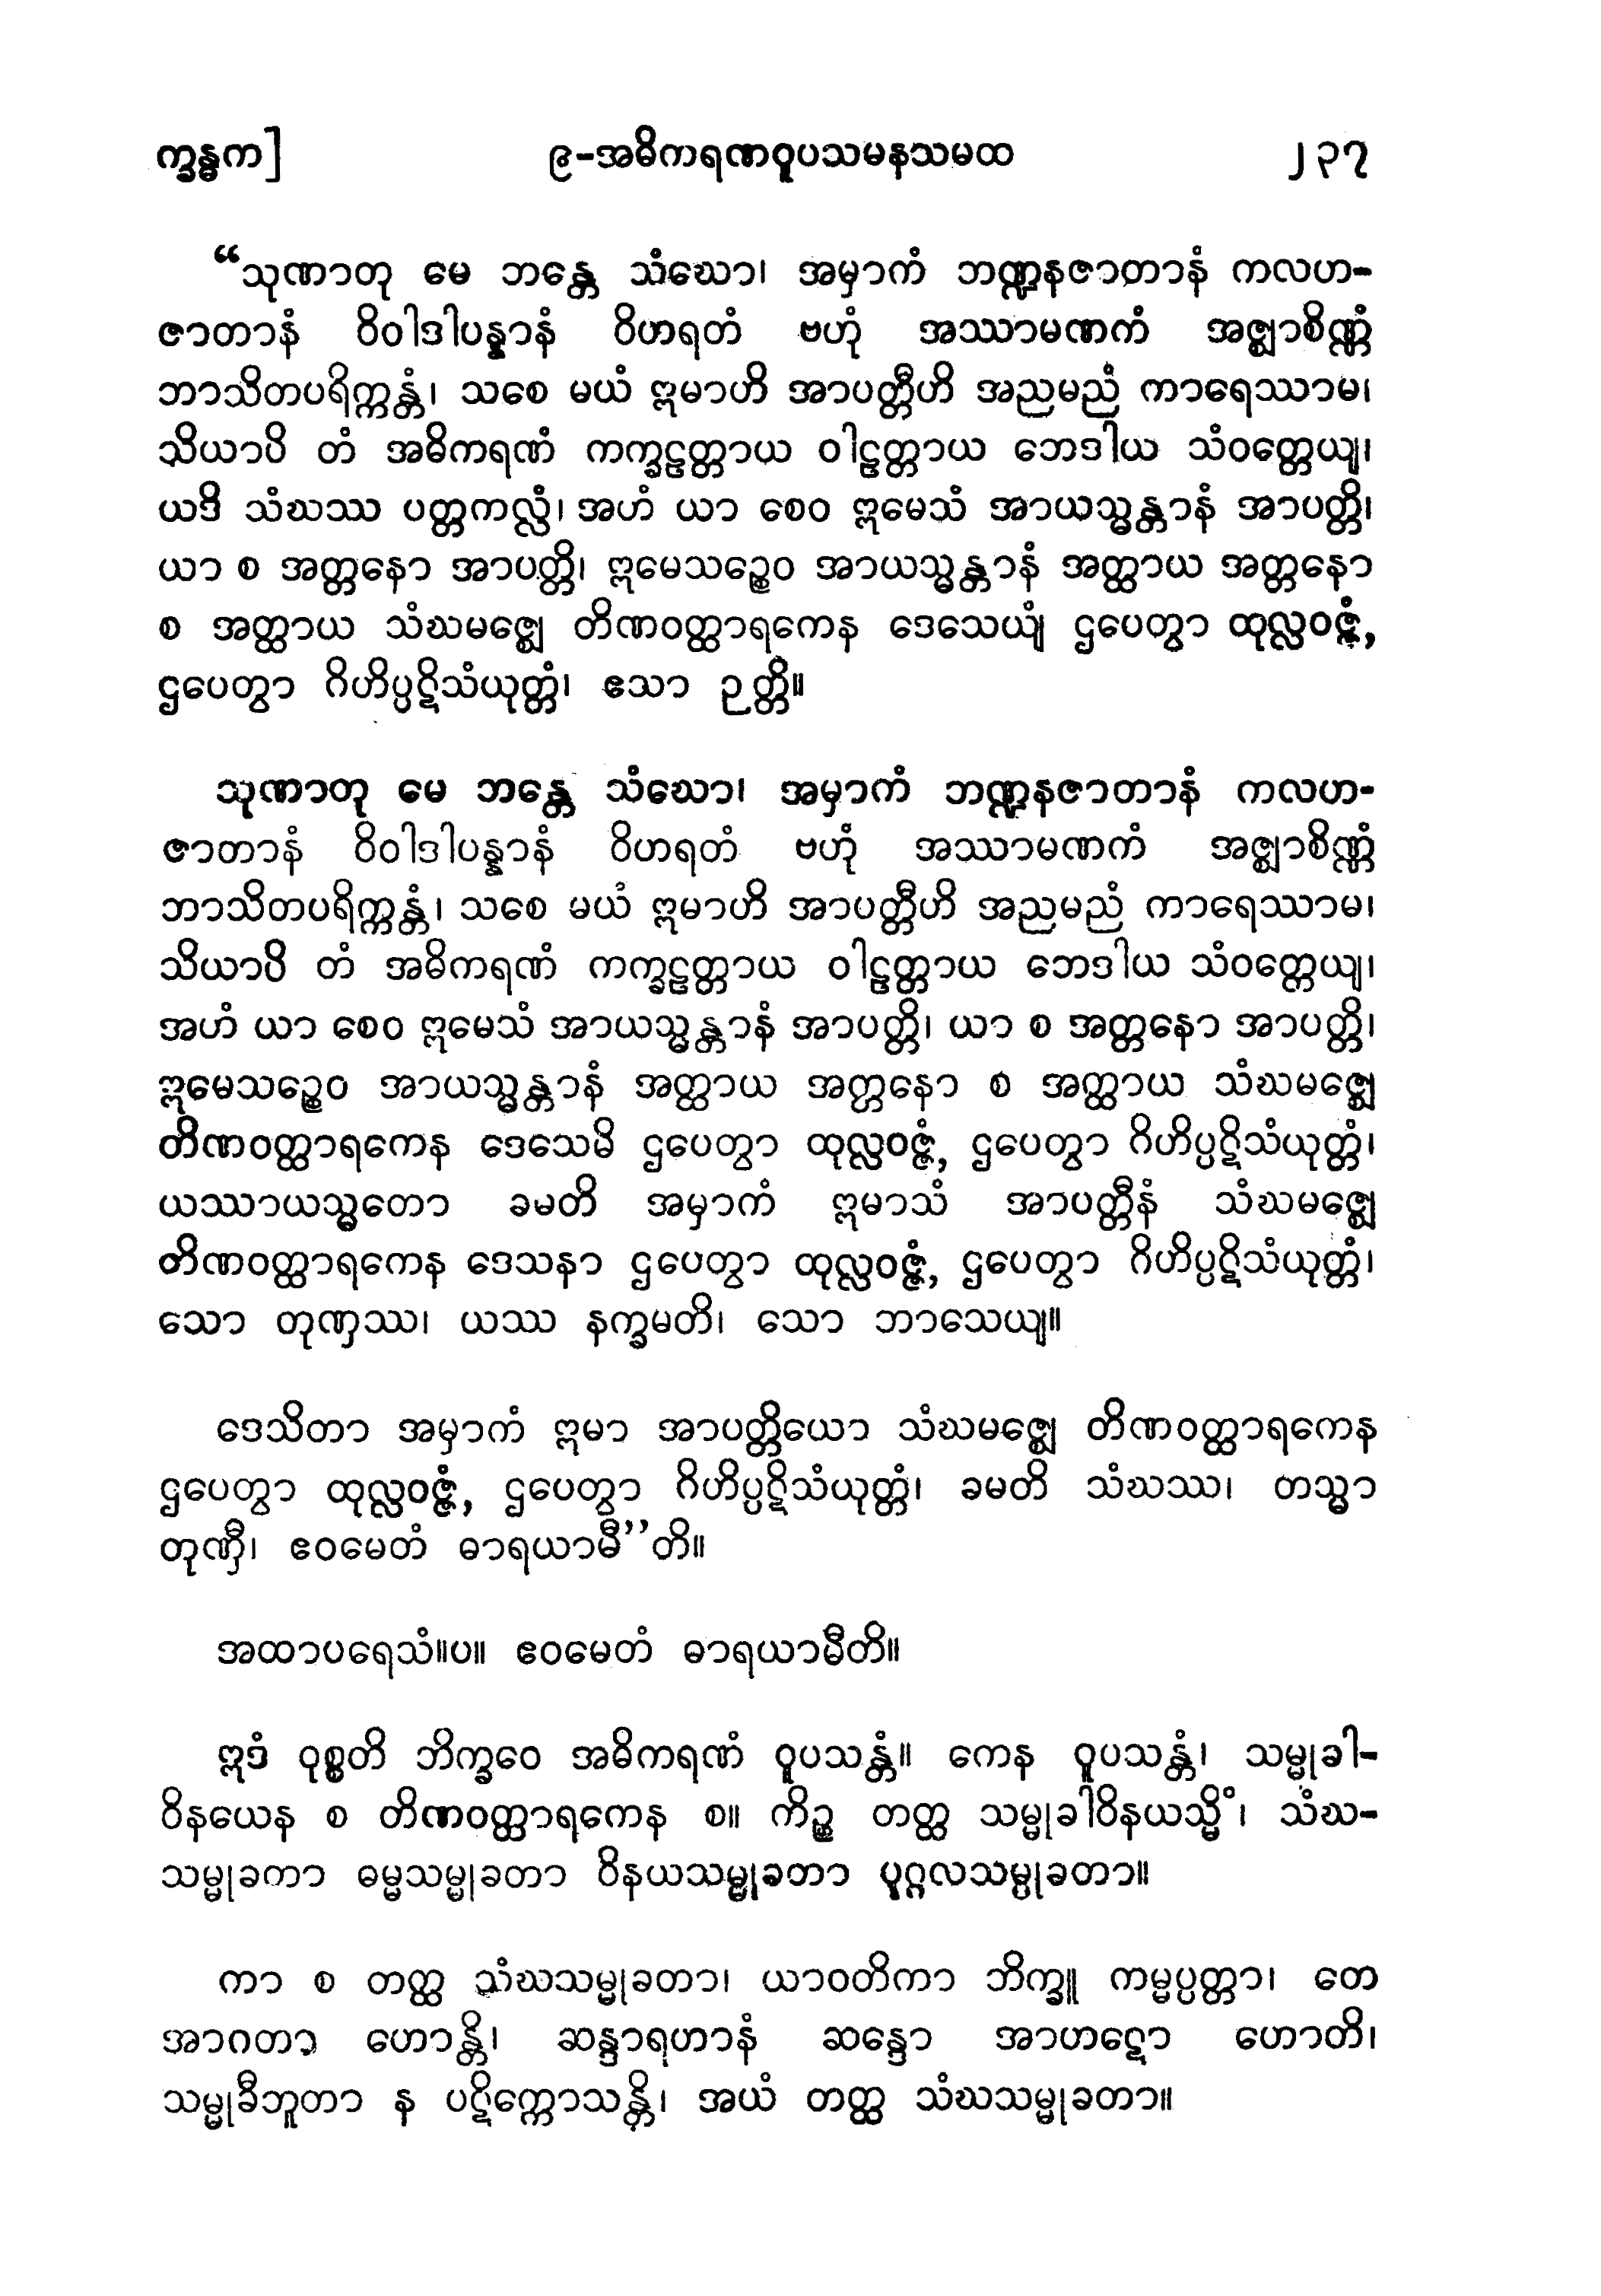 က္ခန္ဓက] ၉-အဓိကရဏဝူပသမနသမထ ၂၃၇
“သုဏာတု မေ ဘန္တေ သံဃော၊ အမှာကံ ဘဏ္ဍနဇာတာနံ ကလဟ-
ဇာတာနံ ဝိဝါဒါပန္နာနံ ဝိဟရတံ ဗဟုံ အဿာမဏကံ အဇ္ဈာစိဏ္ဏံ
ဘာသိတပရိက္ကန္တံ၊ သစေ မယံ ဣမာဟိ အာပတ္တီဟိ အညမညံ ကာရေဿာမ၊
သိယာပိ တံ အဓိကရဏံ ကက္ခဠတ္တာယ ဝါဠတ္တာယ ဘေဒါယ သံဝတ္တေယျ၊
ယဒိ သံဃဿ ပတ္တကလ္လံ၊ အဟံ ယာ စေဝ ဣမေသံ အာယသ္မန္တာနံ အာပတ္တိ၊
ယာ စ အတ္တနော အာပတ္တိ၊ ဣမေသဉ္စေဝ အာယသ္မန္တာနံ အတ္ထာယ အတ္တနော
စ အတ္ထာယ သံဃမဇ္ဈေ တိဏဝတ္ထာရကေန ဒေသေယျံ ဌပေတွာ ထုလ္လဝဇ္ဇံ,
ဌပေတွာ ဂိဟိပ္ပဋိသံယုတ္တံ၊ ဧသာ ဉတ္တိ။
သုဏာတု မေ ဘန္တေ သံဃော၊ အမှာကံ ဘဏ္ဍနဇာတာနံ ကလဟ-
ဇာတာနံ ဝိဝါဒါပန္နာနံ ဝိဟရတံ ဗဟုံ အဿာမဏကံ အဇ္ဈာစိဏ္ဏံ
ဘာသိတပရိက္ကန္တံ၊ သစေ မယံ ဣမာဟိ အာပတ္တီဟိ အညမညံ ကာရေဿာမ၊
သိယာပိ တံ အဓိကရဏံ ကက္ခဠတ္တာယ ဝါဠတ္တာယ ဘေဒါယ သံဝတ္တေယျ၊
အဟံ ယာ စေဝ ဣမေသံ အာယသ္မန္တာနံ အာပတ္တိ၊ ယာ စ အတ္တနော အာပတ္တိ၊
ဣမေသဉ္စေဝ အာယသ္မန္တာနံ အတ္ထာယ အတ္တနော စ အတ္ထာယ သံဃမဇ္ဈေ
တိဏဝတ္ထာရကေန ဒေသေမိ ဌပေတွာ ထုလ္လဝဇ္ဇံ, ဌပေတွာ ဂိဟိပ္ပဋိသံယုတ္တံ၊
ယဿာယသ္မတော ခမတိ အမှာကံ ဣမာသံ အာပတ္တီနံ သံဃမဇ္ဈေ
တိဏဝတ္ထာရကေန ဒေသနာ ဌပေတွာ ထုလ္လဝဇ္ဇံ, ဌပေတွာ ဂိဟိပ္ပဋိသံယုတ္တံ၊
သော တုဏှဿ၊ ယဿ နက္ခမတိ၊ သော ဘာသေယျ။
ဒေသိတာ အမှာကံ ဣမာ အာပတ္တိယော သံဃမဇ္ဈေ တိဏဝတ္ထာရကေန
ဌပေတွာ ထုလ္လဝဇ္ဇံ, ဌပေတွာ ဂိဟိပ္ပဋိသံယုတ္တံ၊ ခမတိ သံဃဿ၊ တသ္မာ
တုဏှီ၊ ဧဝမေတံ ဓာရယာမီ”တိ။
အထာပရေသံ။ပ။ ဧဝမေတံ ဓာရယာမီတိ။
ဣဒံ ဝုစ္စတိ ဘိက္ခဝေ အဓိကရဏံ ဝူပသန္တံ။ ကေန ဝူပသန္တံ၊ သမ္မုခါ-
ဝိနယေန စ တိဏဝတ္ထာရကေန စ။ ကိဉ္စ တတ္ထ သမ္မုခါဝိနယသ္မိံ၊ သံဃ-
သမ္မုခကာ ဓမ္မသမ္မုခတာ ဝိနယသမ္မုခတာ ပုဂ္ဂလသမ္မုခတာ။
ကာ စ တတ္ထ သံဃသမ္မုခတာ၊ ယာဝတိကာ ဘိက္ခူ ကမ္မပ္ပတ္တာ၊ တေ
အာဂတာ ဟောန္တိ၊ ဆန္ဒာရဟာနံ ဆန္ဒော အာဟဋော ဟောတိ၊
သမ္မုခီဘူတာ န ပဋိက္ကောသန္တိ၊ အယံ တတ္ထ သံဃသမ္မုခတာ။